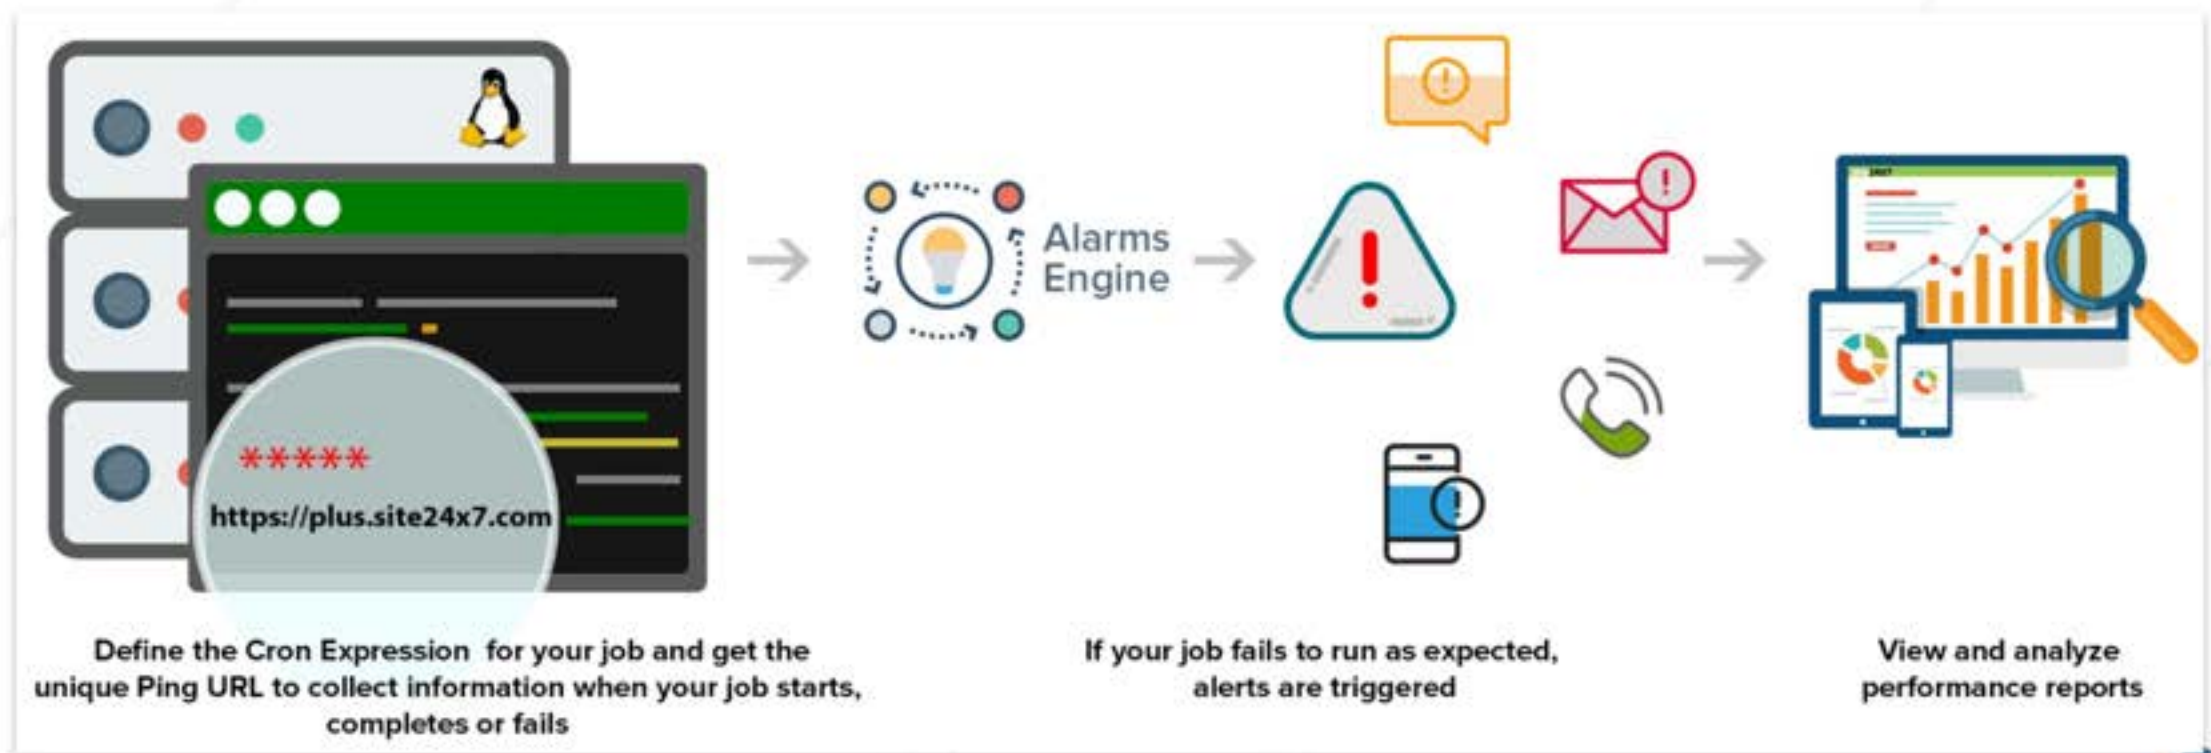 *****
https://plus.site24x7.com
Alarms
Engine
24x7
Define the Cron Expression for your job and get the
unique Ping URL to collect information when your job starts,
completes or fails
If your job fails to run as expected,
alerts are triggered
View and analyze
performance reports